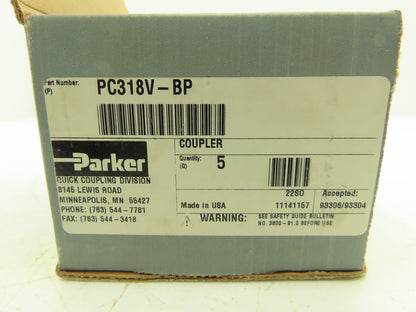 Part Number:
(P)
PC318V-BP
COUPLER
Parker
QUICK COUPLING DIVISION
8145 LEWIS ROAD
MINNEAPOLIS, MN 55427
PHONE: (763) 544-7781
FAX: (763) 544-3418
Quantity:
(Q)
5
22SO
Accepted:
Made in USA
11141157
93306/93304
WARNING:
SEE SAFETY GUIDE BULLETIN
NO. 3800-B1.0 BEFORE USE